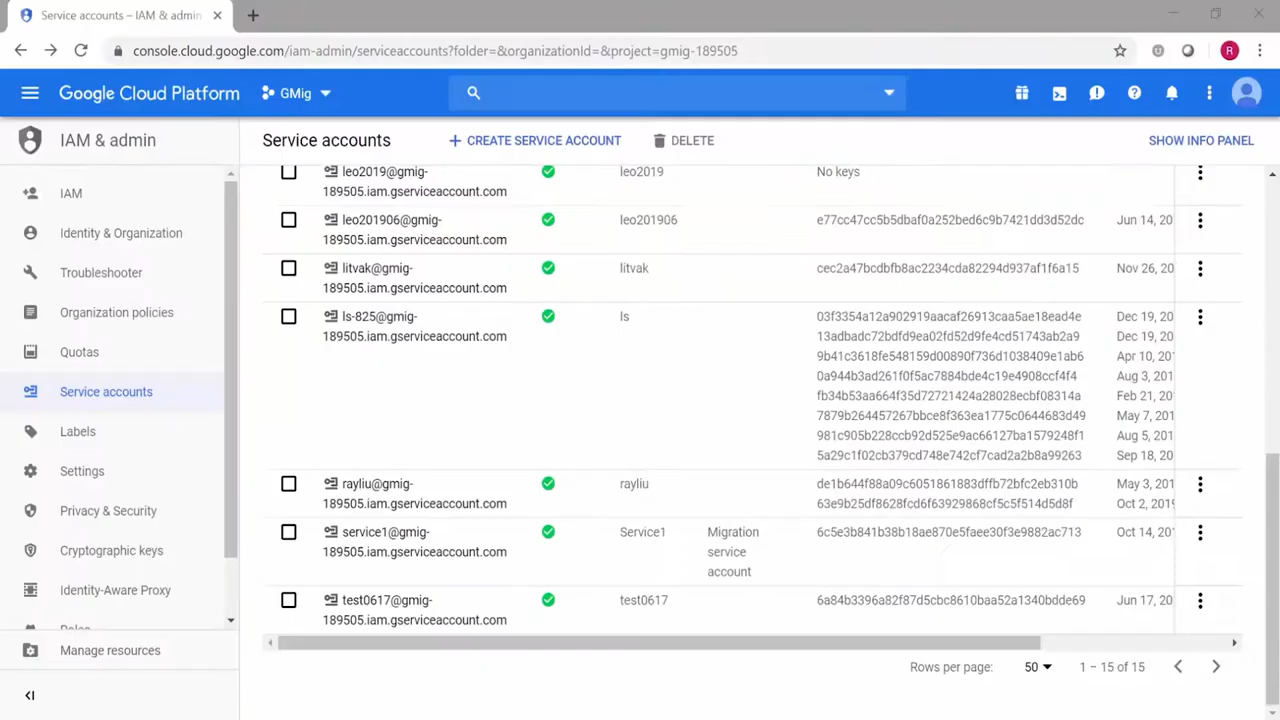 Service accounts – IAM & admin
console.cloud.google.com/iam-admin/serviceaccounts?folder=&organizationId=&project=gmig-189505
R
Google Cloud Platform
GMig
IAM & admin
Service accounts
CREATE SERVICE ACCOUNT
DELETE
SHOW INFO PANEL
IAM
Identity & Organization
Troubleshooter
Organization policies
Quotas
Service accounts
Labels
Settings
Privacy & Security
Cryptographic keys
Identity-Aware Proxy
Roles
Manage resources
leo2019@gmig-
189505.iam.gserviceaccount.com
leo2019
No keys
leo201906@gmig-
189505.iam.gserviceaccount.com
leo201906
e77cc47cc5b5dbaf0a252bed6c9b7421dd3d52dc
Jun 14, 20
litvak@gmig-
189505.iam.gserviceaccount.com
litvak
cec2a47bcdbfb8ac2234cda82294d937af1f6a15
Nov 26, 20
ls-825@gmig-
189505.iam.gserviceaccount.com
ls
03f3354a12a902919aacaf26913caa5ae18ead4e Dec 19, 20
13adbadc72bdfd9ea02fd52d9fe4cd51743ab2a9 Dec 19, 20
9b41c3618fe548159d00890f736d1038409e1ab6 Apr 10, 201
0a944b3ad261f0f5ac7884bde4c19e4908ccf4f4 Aug 3, 201
fb34b53aa664f35d72721424a28028ecbf08314a Feb 21, 20
7879b264457267bbce8f363ea1775c0644683d49 May 7, 201
981c905b228ccb92d525e9ac66127ba1579248f1 Aug 5, 201
5a29c1f02cb379cd748e742cf7cad2a2b8a99263 Sep 18, 20
rayliu@gmig-
189505.iam.gserviceaccount.com
rayliu
de1b644f88a09c6051861883dffb72bfc2eb310b May 3, 201
63e9b25df8628fcd6f63929868cf5c5f514d5d8f Oct 2, 2019
service1@gmig-
189505.iam.gserviceaccount.com
Service1
Migration
service
account
6c5e3b841b38b18ae870e5faee30f3e9882ac713 Oct 14, 20
test0617@gmig-
189505.iam.gserviceaccount.com
test0617
6a84b3396a82f87d5cbc8610baa52a1340bdde69 Jun 17, 20
Rows per page: 50 1 – 15 of 15